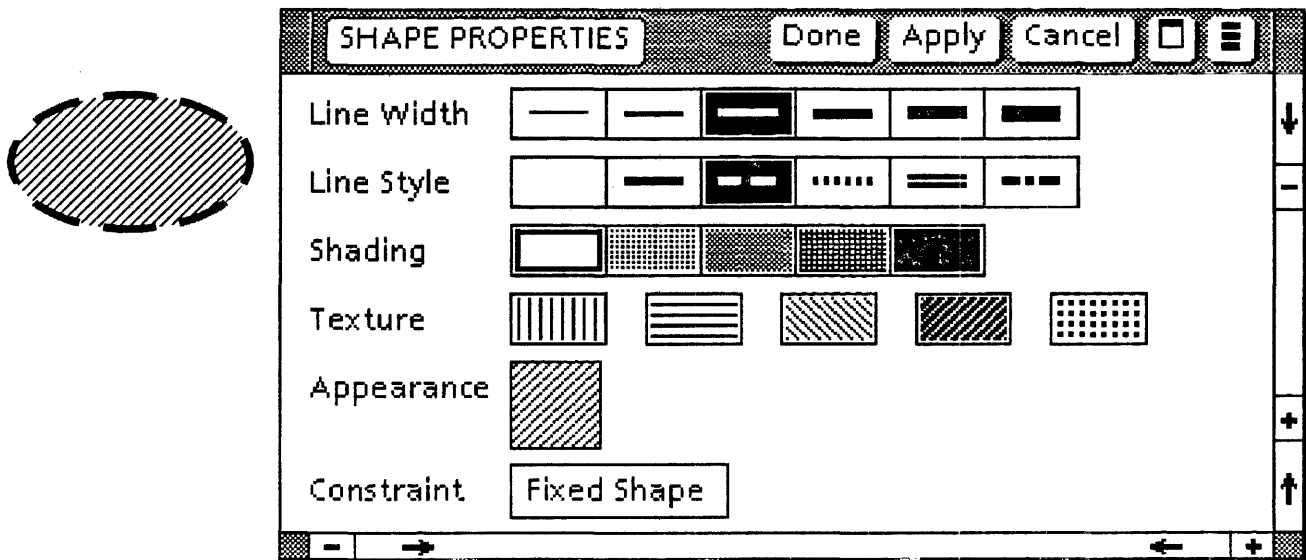 SHAPE PROPERTIES Done Apply Cancel
Line Width
Line Style
Shading
Texture
Appearance
Constraint Fixed Shape